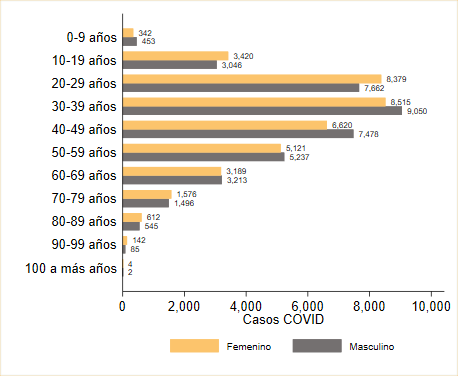 0-9 años 342
453
10-19 años 3,420
3,046
20-29 años 8,379
7,662
30-39 años 8,515
9,050
40-49 años 6,620
7,478
50-59 años 5,121
5,237
60-69 años 3,189
3,213
70-79 años 1,576
1,496
80-89 años 612
545
90-99 años 142
85
100 a más años 4
2
0 2,000 4,000 6,000 8,000 10,000
Casos COVID
Femenino Masculino